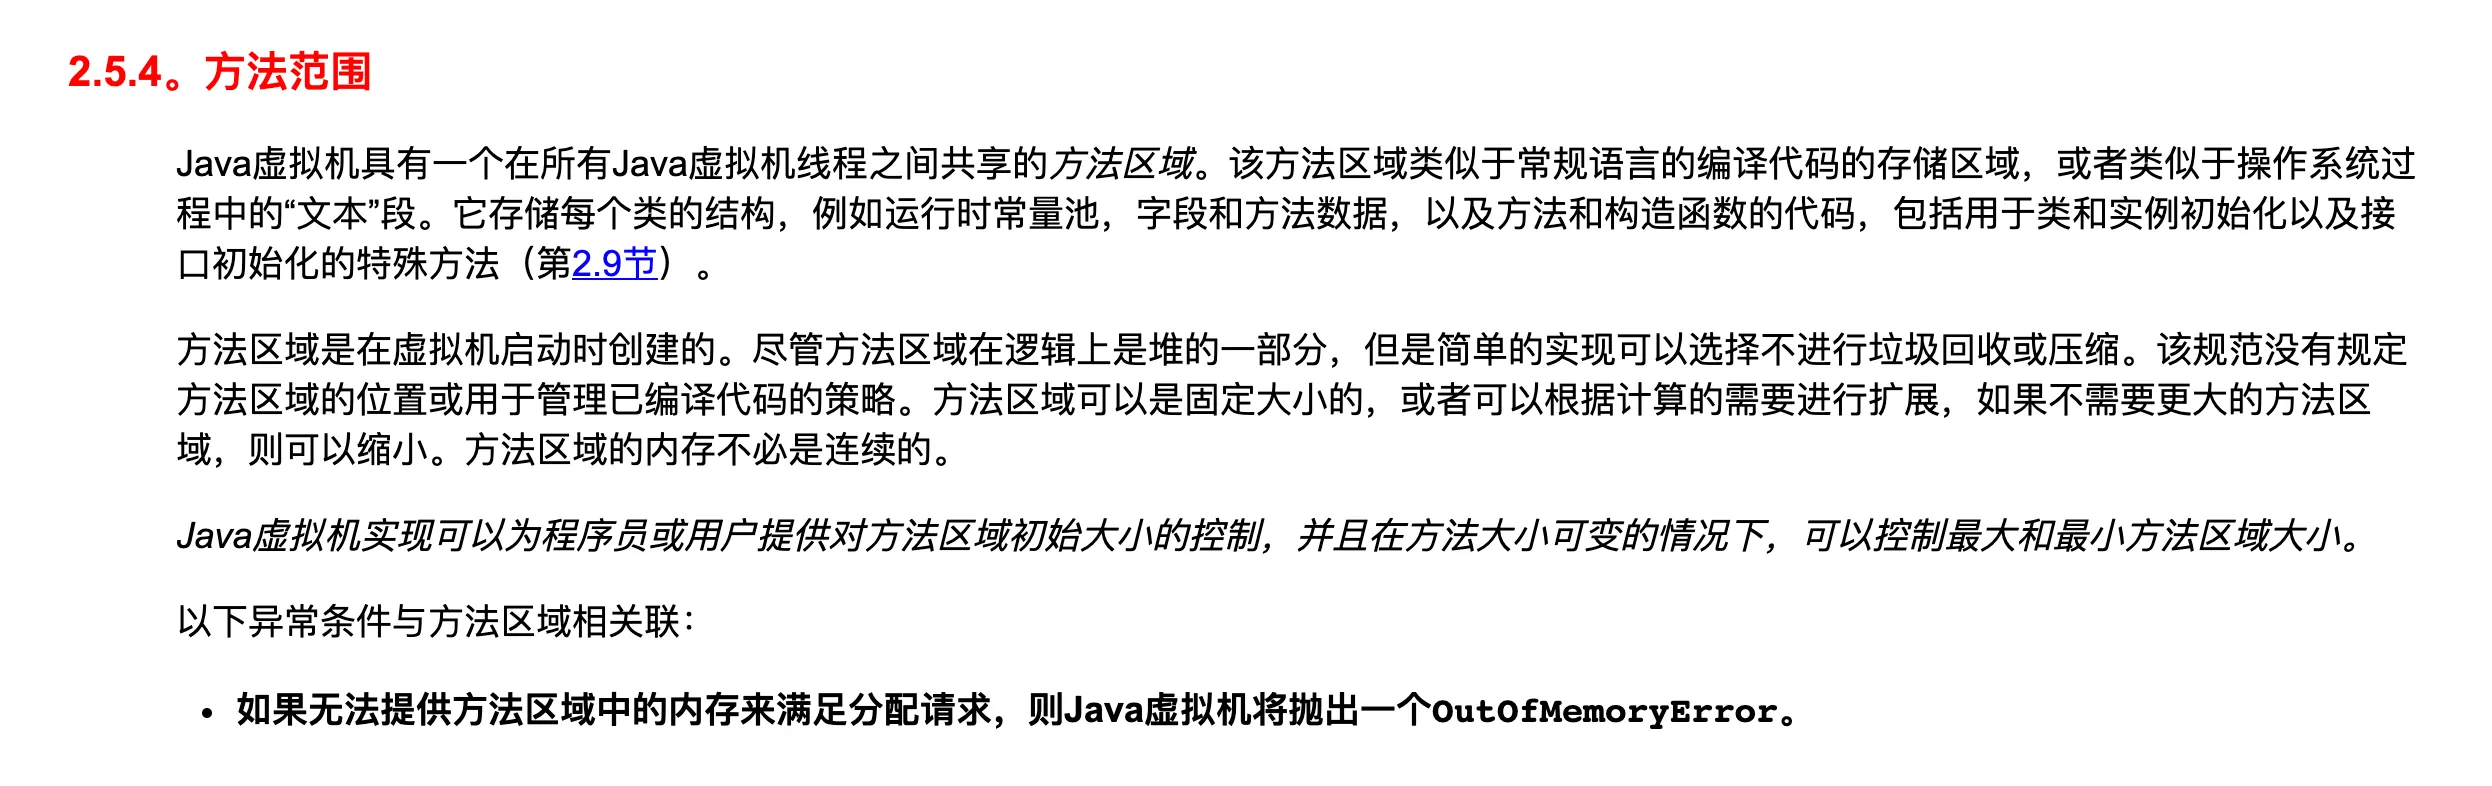 2.5.4。方法范围
Java虚拟机具有一个在所有Java虚拟机线程之间共享的方法区域。该方法区域类似于常规语言的编译代码的存储区域，或者类似于操作系统过
程中的“文本”段。它存储每个类的结构，例如运行时常量池，字段和方法数据，以及方法和构造函数的代码，包括用于类和实例初始化以及接
口初始化的特殊方法（第2.9节）。
方法区域是在虚拟机启动时创建的。尽管方法区域在逻辑上是堆的一部分，但是简单的实现可以选择不进行垃圾回收或压缩。该规范没有规定
方法区域的位置或用于管理已编译代码的策略。方法区域可以是固定大小的，或者可以根据计算的需要进行扩展，如果不需要更大的方法区
域，则可以缩小。方法区域的内存不必是连续的。
Java虚拟机实现可以为程序员或用户提供对方法区域初始大小的控制，并且在方法大小可变的情况下，可以控制最大和最小方法区域大小。
以下异常条件与方法区域相关联：
• 如果无法提供方法区域中的内存来满足分配请求，则Java虚拟机将抛出一个OutOfMemoryError。